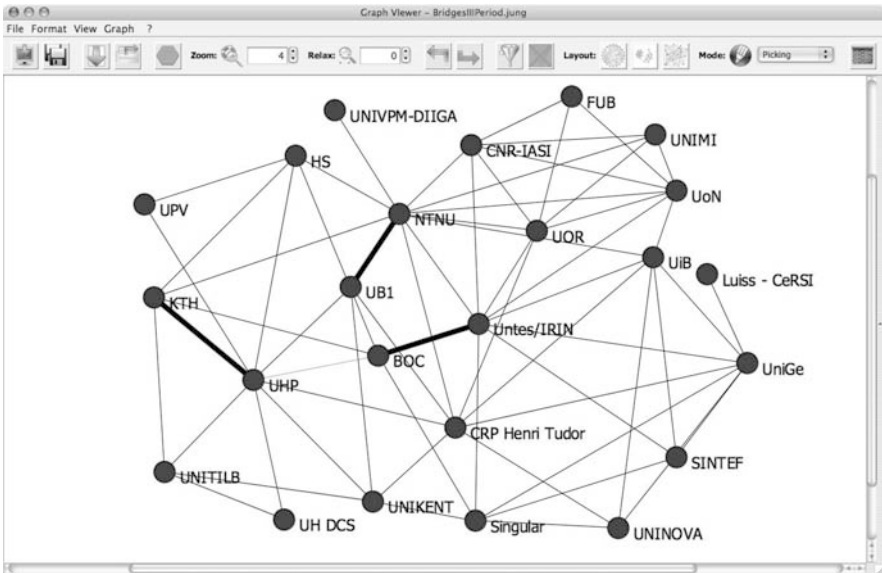 Graph Viewer – BridgesIIIPeriod.jung
File Format View Graph ?
Zoom: 4 Relax: 0 Layout: Mode: Picking
FUB
UNIVPM-DIIGA
UNIMI
CNR-IASI
HS
UoN
UPV
NTNU
UOR
UiB
Luiss - CeRSI
UB1
KTH
Untes/IRIN
BOC
UniGe
UHP
CRP Henri Tudor
SINTEF
UNITILB
UNIKENT
UH DCS
Singular
UNINOVA